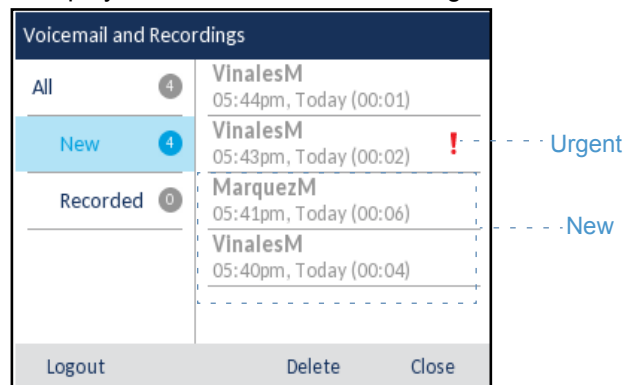 Voicemail and Recordings
All 4
New 4
Recorded 0
VinalesM
05:44pm, Today (00:01)
VinalesM
05:43pm, Today (00:02) !
Urgent
MarquezM
05:41pm, Today (00:06)
New
VinalesM
05:40pm, Today (00:04)
Logout Delete Close